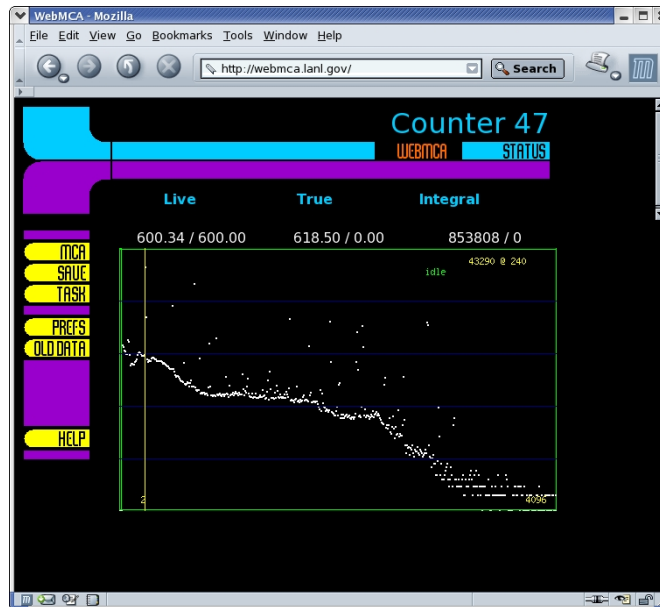 WebMCA - Mozilla
File Edit View Go Bookmarks Tools Window Help
http://webmca.lanl.gov/ Search
Counter 47
WEBMCA STATUS
Live True Integral
600.34 / 600.00 618.50 / 0.00 853808 / 0
MCA
SAVE
TASK
PREFS
OLD DATA
HELP
43290 @ 240
idle
2 4096